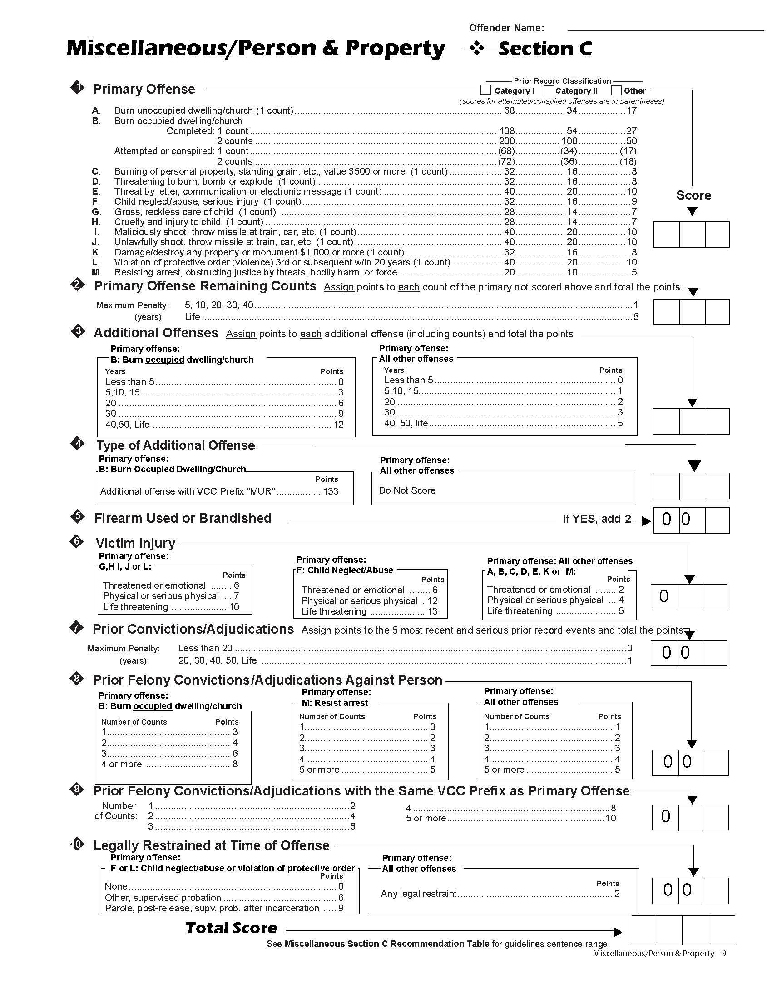 Offender Name:
Miscellaneous/Person & Property Section C
Prior Record Classification
1 Primary Offense Category I Category II Other
(scores for attempted/conspired offenses are in parentheses)
A. Burn unoccupied dwelling/church (1 count) 68 34 17
B. Burn occupied dwelling/church
Completed: 1 count 108 54 27
2 counts 200 100 50
Attempted or conspired: 1 count (68) (34) (17)
2 counts (72) (36) (18)
C. Burning of personal property, standing grain, etc., value $500 or more (1 count) 32 16 8
D. Threatening to burn, bomb or explode (1 count) 32 16 8
E. Threat by letter, communication or electronic message (1 count) 40 20 10
F. Child neglect/abuse, serious injury (1 count) 32 16 9
G. Gross, reckless care of child (1 count) 28 14 7
H. Cruelty and injury to child (1 count) 28 14 7
I. Maliciously shoot, throw missile at train, car, etc. (1 count) 40 20 10
J. Unlawfully shoot, throw missile at train, car, etc. (1 count) 40 20 10
K. Damage/destroy any property or monument $1,000 or more (1 count) 32 16 8
L. Violation of protective order (violence) 3rd or subsequent w/in 20 years (1 count) 40 20 10
M. Resisting arrest, obstructing justice by threats, bodily harm, or force 20 10 5
Score
2 Primary Offense Remaining Counts Assign points to each count of the primary not scored above and total the points
Maximum Penalty: 5, 10, 20, 30, 40 1
(years) Life 5
3 Additional Offenses Assign points to each additional offense (including counts) and total the points
Primary offense:
B: Burn occupied dwelling/church
Years Points
Less than 5 0
5,10, 15 3
20 6
30 9
40,50, Life 12
Primary offense:
All other offenses
Years Points
Less than 5 0
5,10, 15 1
20 2
30 3
40, 50, life 5
4 Type of Additional Offense
Primary offense:
B: Burn Occupied Dwelling/Church
Points
Additional offense with VCC Prefix "MUR" 133
Primary offense:
All other offenses
Do Not Score
5 Firearm Used or Brandished If YES, add 2 0 0
6 Victim Injury
Primary offense:
G,H I, J or L:
Points
Threatened or emotional 6
Physical or serious physical 7
Life threatening 10
Primary offense:
F: Child Neglect/Abuse
Points
Threatened or emotional 6
Physical or serious physical 12
Life threatening 13
Primary offense: All other offenses
A, B, C, D, E, K or M:
Points
Threatened or emotional 2
Physical or serious physical 4
Life threatening 5
0
7 Prior Convictions/Adjudications Assign points to the 5 most recent and serious prior record events and total the points
Maximum Penalty: Less than 20 0
(years) 20, 30, 40, 50, Life 1
0 0
8 Prior Felony Convictions/Adjudications Against Person
Primary offense:
B: Burn occupied dwelling/church
Number of Counts Points
1 3
2 4
3 6
4 or more 8
Primary offense:
M: Resist arrest
Number of Counts Points
1 0
2 2
3 3
4 4
5 or more 5
Primary offense:
All other offenses
Number of Counts Points
1 1
2 2
3 3
4 4
5 or more 5
0 0
9 Prior Felony Convictions/Adjudications with the Same VCC Prefix as Primary Offense
Number 1 2 4 8
of Counts: 2 4 5 or more 10
3 6
0
10 Legally Restrained at Time of Offense
Primary offense:
F or L: Child neglect/abuse or violation of protective order
Points
None 0
Other, supervised probation 6
Parole, post-release, supv. prob. after incarceration 9
Primary offense:
All other offenses
Points
Any legal restraint 2
0 0
Total Score
See Miscellaneous Section C Recommendation Table for guidelines sentence range.
Miscellaneous/Person & Property 9